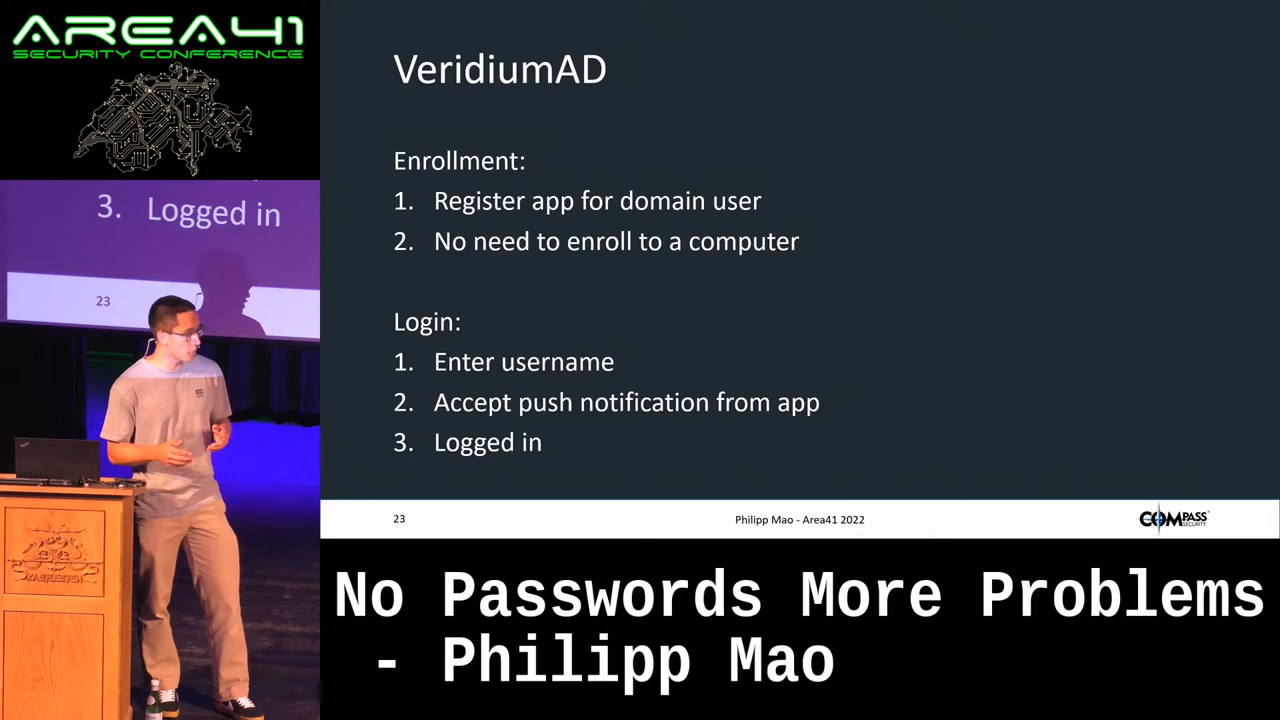 AREA41
SECURITY CONFERENCE
3. Logged in
23
KAUFLEUTEN
VeridiumAD
Enrollment:
1. Register app for domain user
2. No need to enroll to a computer
Login:
1. Enter username
2. Accept push notification from app
3. Logged in
23
Philipp Mao - Area41 2022
COMPASS
SECURITY
No Passwords More Problems
- Philipp Mao